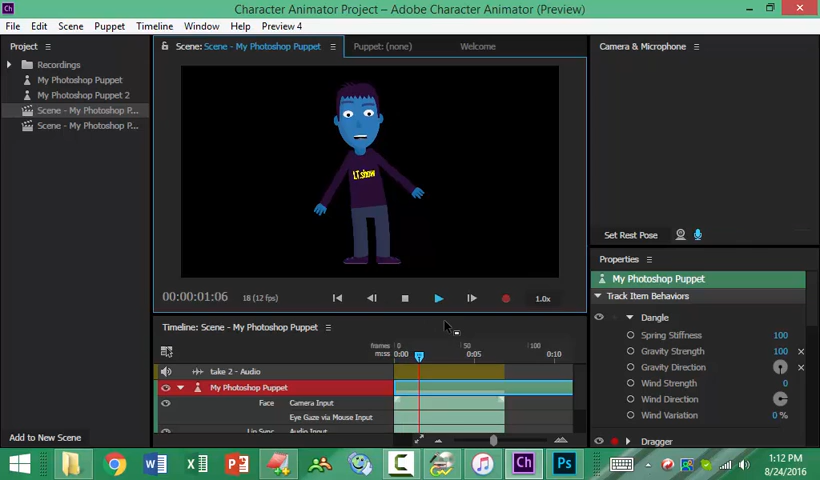 Ch
Character Animator Project – Adobe Character Animator (Preview)
File Edit Scene Puppet Timeline Window Help Preview 4
Project
Recordings
My Photoshop Puppet
My Photoshop Puppet 2
Scene - My Photoshop P...
Scene - My Photoshop P...
Add to New Scene
Scene: Scene - My Photoshop Puppet
Puppet: (none)
Welcome
I.T.show
00:00:01:06
18 (12 fps)
1.0x
Timeline: Scene - My Photoshop Puppet
frames 0 50 100
m:ss 0:00 0:05 0:10
take 2 - Audio
My Photoshop Puppet
Face Camera Input
Eye Gaze via Mouse Input
Lip Sync Audio Input
Camera & Microphone
Set Rest Pose
Properties
My Photoshop Puppet
Track Item Behaviors
Dangle
Spring Stiffness 100
Gravity Strength 100
Gravity Direction
Wind Strength 0
Wind Direction
Wind Variation 0 %
Dragger
Ch
Ps
1:12 PM
8/24/2016